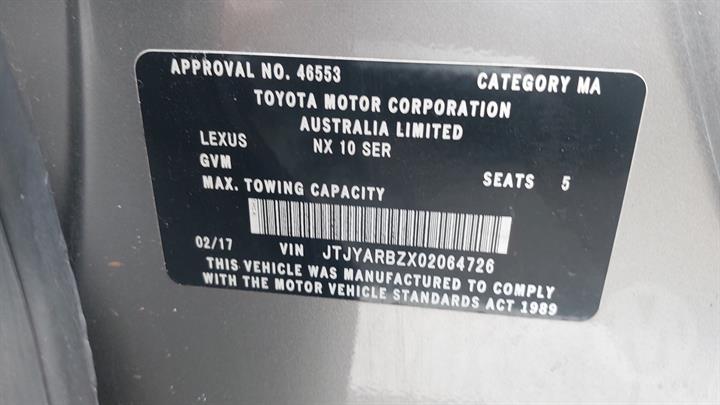 APPROVAL NO. 46553 CATEGORY MA
TOYOTA MOTOR CORPORATION
AUSTRALIA LIMITED
LEXUS NX 10 SER
GVM SEATS 5
MAX. TOWING CAPACITY
02/17 VIN JTJYARBZX02064726
THIS VEHICLE WAS MANUFACTURED TO COMPLY
WITH THE MOTOR VEHICLE STANDARDS ACT 1989